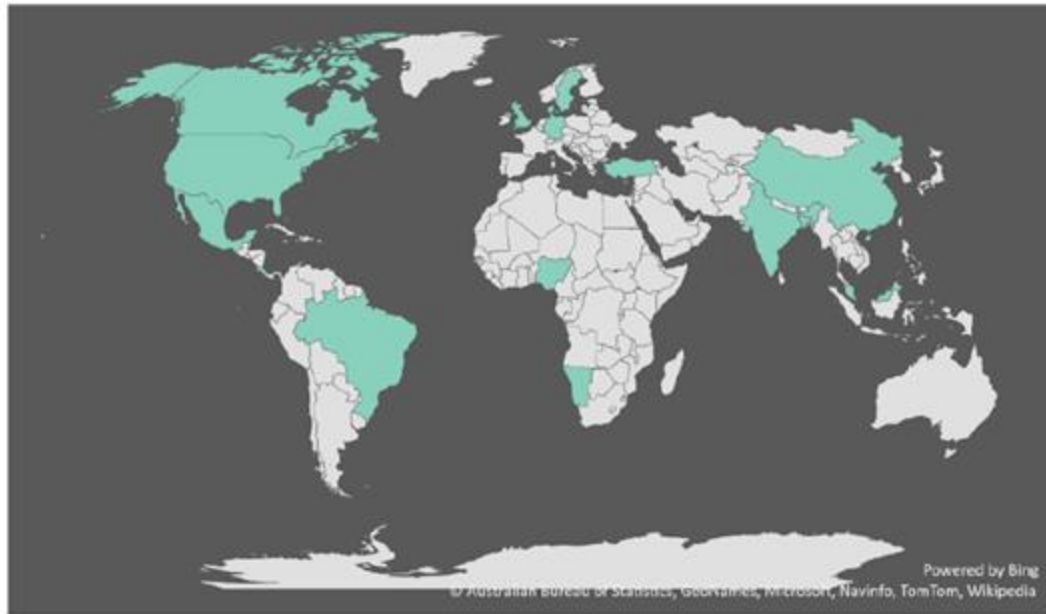 Powered by Bing
© Australian Bureau of Statistics, GeoNames, Microsoft, Navinfo, TomTom, Wikipedia